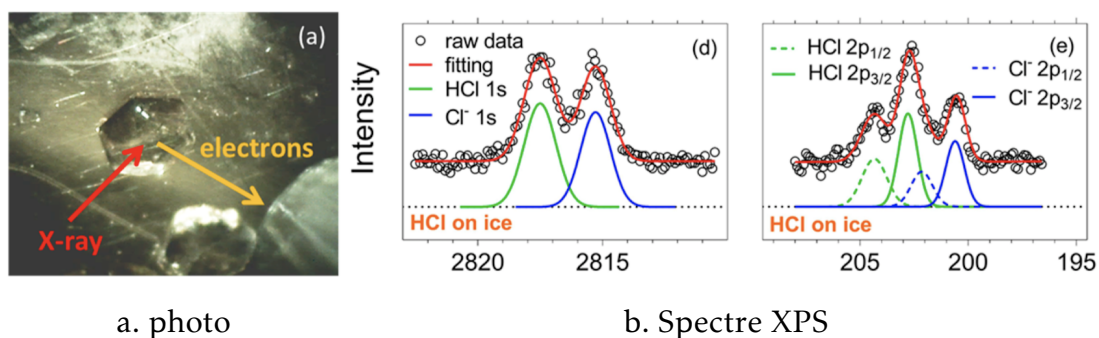 (a)
electrons
X-ray
a. photo
Intensity
raw data
fitting
HCl 1s
Cl⁻ 1s
(d)
HCl on ice
2820
2815
HCl 2p₁/₂
HCl 2p₃/₂
(e)
Cl⁻ 2p₁/₂
Cl⁻ 2p₃/₂
HCl on ice
205
200
195
b. Spectre XPS